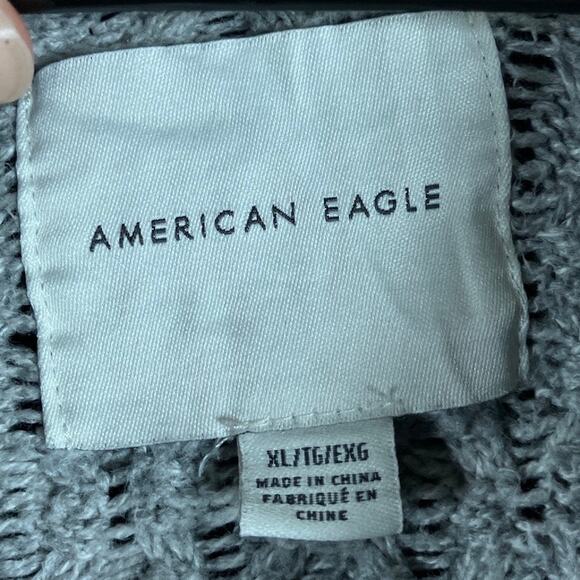 AMERICAN EAGLE
XL/TG/EXG
MADE IN CHINA
FABRIQUÉ EN
CHINE